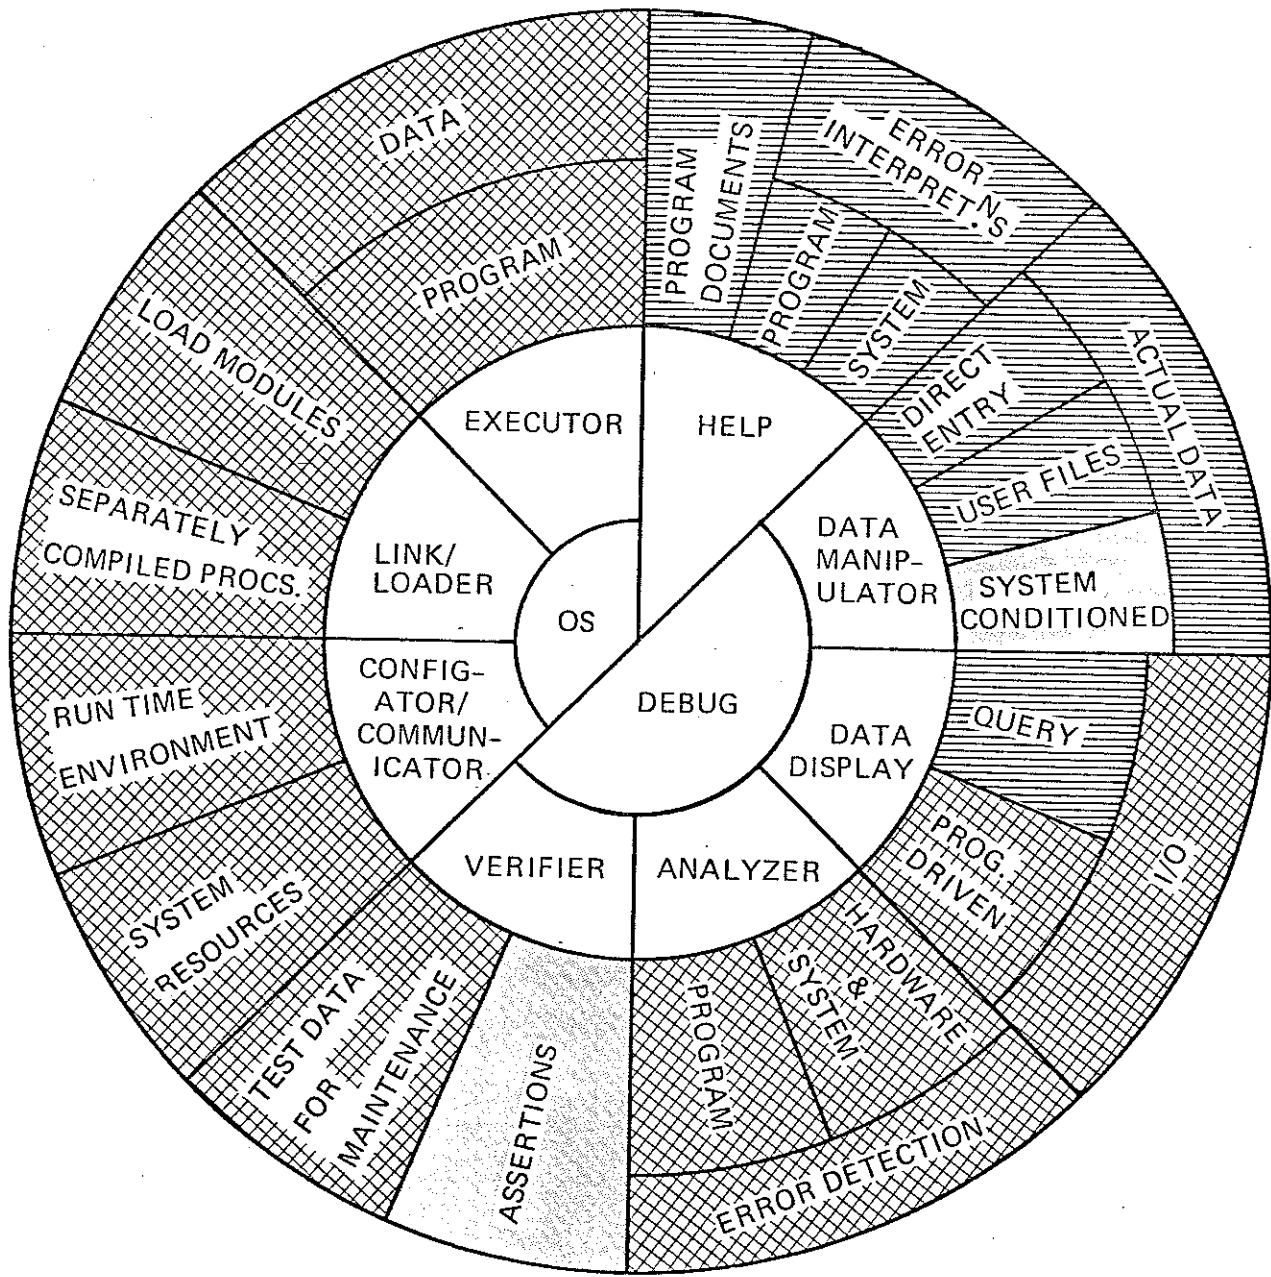 DATA
PROGRAM
LOAD MODULES
SEPARATELY
COMPILED PROCS.
RUN TIME
ENVIRONMENT
SYSTEM
RESOURCES
TEST DATA
FOR
MAINTENANCE
ASSERTIONS
PROGRAM
HARDWARE
&
SYSTEM
ERROR DETECTION
I/O
PROG.
DRIVEN
QUERY
SYSTEM
CONDITIONED
USER FILES
DIRECT
ENTRY
ACTUAL DATA
ERROR
INTERPRET.NS
SYSTEM
PROGRAM
PROGRAM
DOCUMENTS
EXECUTOR
HELP
DATA
MANIP-
ULATOR
DATA
DISPLAY
ANALYZER
VERIFIER
CONFIG-
ATOR/
COMMUN-
ICATOR
LINK/
LOADER
OS
DEBUG